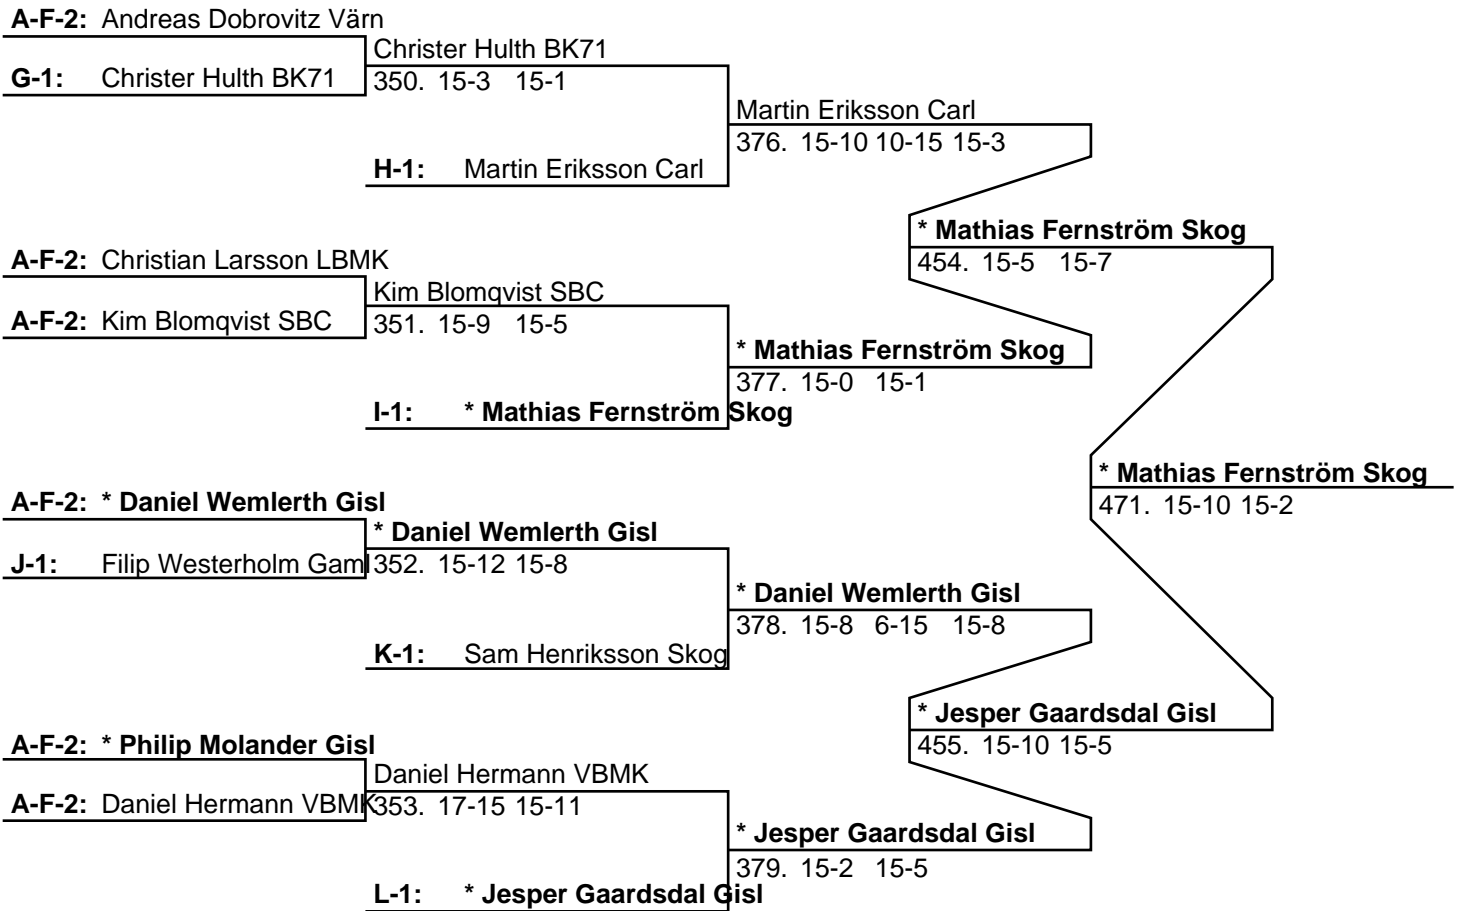 A-F-2: Andreas Dobrovitz Värn
Christer Hulth BK71
G-1: Christer Hulth BK71
350. 15-3 15-1
Martin Eriksson Carl
376. 15-10 10-15 15-3
H-1: Martin Eriksson Carl
* Mathias Fernström Skog
454. 15-5 15-7
A-F-2: Christian Larsson LBMK
Kim Blomqvist SBC
A-F-2: Kim Blomqvist SBC
351. 15-9 15-5
* Mathias Fernström Skog
377. 15-0 15-1
I-1: * Mathias Fernström Skog
* Mathias Fernström Skog
471. 15-10 15-2
A-F-2: * Daniel Wemlerth Gisl
* Daniel Wemlerth Gisl
J-1: Filip Westerholm Gaml
352. 15-12 15-8
* Daniel Wemlerth Gisl
378. 15-8 6-15 15-8
K-1: Sam Henriksson Skog
* Jesper Gaardsdal Gisl
455. 15-10 15-5
A-F-2: * Philip Molander Gisl
Daniel Hermann VBMK
A-F-2: Daniel Hermann VBMK
353. 17-15 15-11
* Jesper Gaardsdal Gisl
379. 15-2 15-5
L-1: * Jesper Gaardsdal Gisl